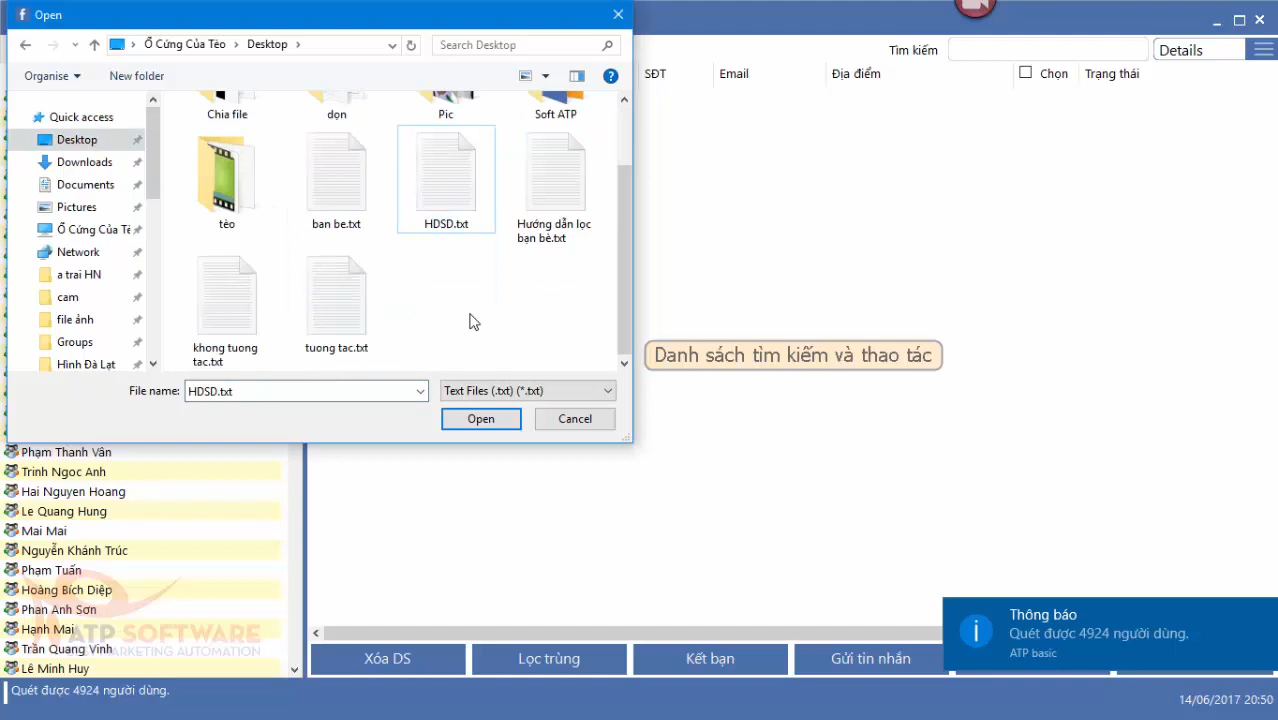 Open
Ổ Cứng Của Tèo
Desktop
Search Desktop
Organise
New folder
Quick access
Desktop
Downloads
Documents
Pictures
Ổ Cứng Của Tè
Network
a trai HN
cam
file ảnh
Groups
Hình Đà Lạt
Chia file
dọn
Pic
Soft ATP
tèo
ban be.txt
HDSD.txt
Hướng dẫn lọc
bạn bè.txt
khong tuong
tac.txt
tuong tac.txt
File name:
HDSD.txt
Text Files (.txt) (*.txt)
Open
Cancel
Tìm kiếm
Details
SĐT
Email
Địa điểm
Chọn
Trạng thái
Danh sách tìm kiếm và thao tác
Phạm Thanh Vân
Trinh Ngoc Anh
Hai Nguyen Hoang
Le Quang Hung
Mai Mai
Nguyễn Khánh Trúc
Phạm Tuấn
Hoàng Bích Diệp
Phan Anh Sơn
Hạnh Mai
Trần Quang Vinh
Lê Minh Huy
ATP SOFTWARE
MARKETING AUTOMATION
Xóa DS
Lọc trùng
Kết bạn
Gửi tin nhắn
Thông báo
Quét được 4924 người dùng.
ATP basic
Quét được 4924 người dùng.
14/06/2017 20:50